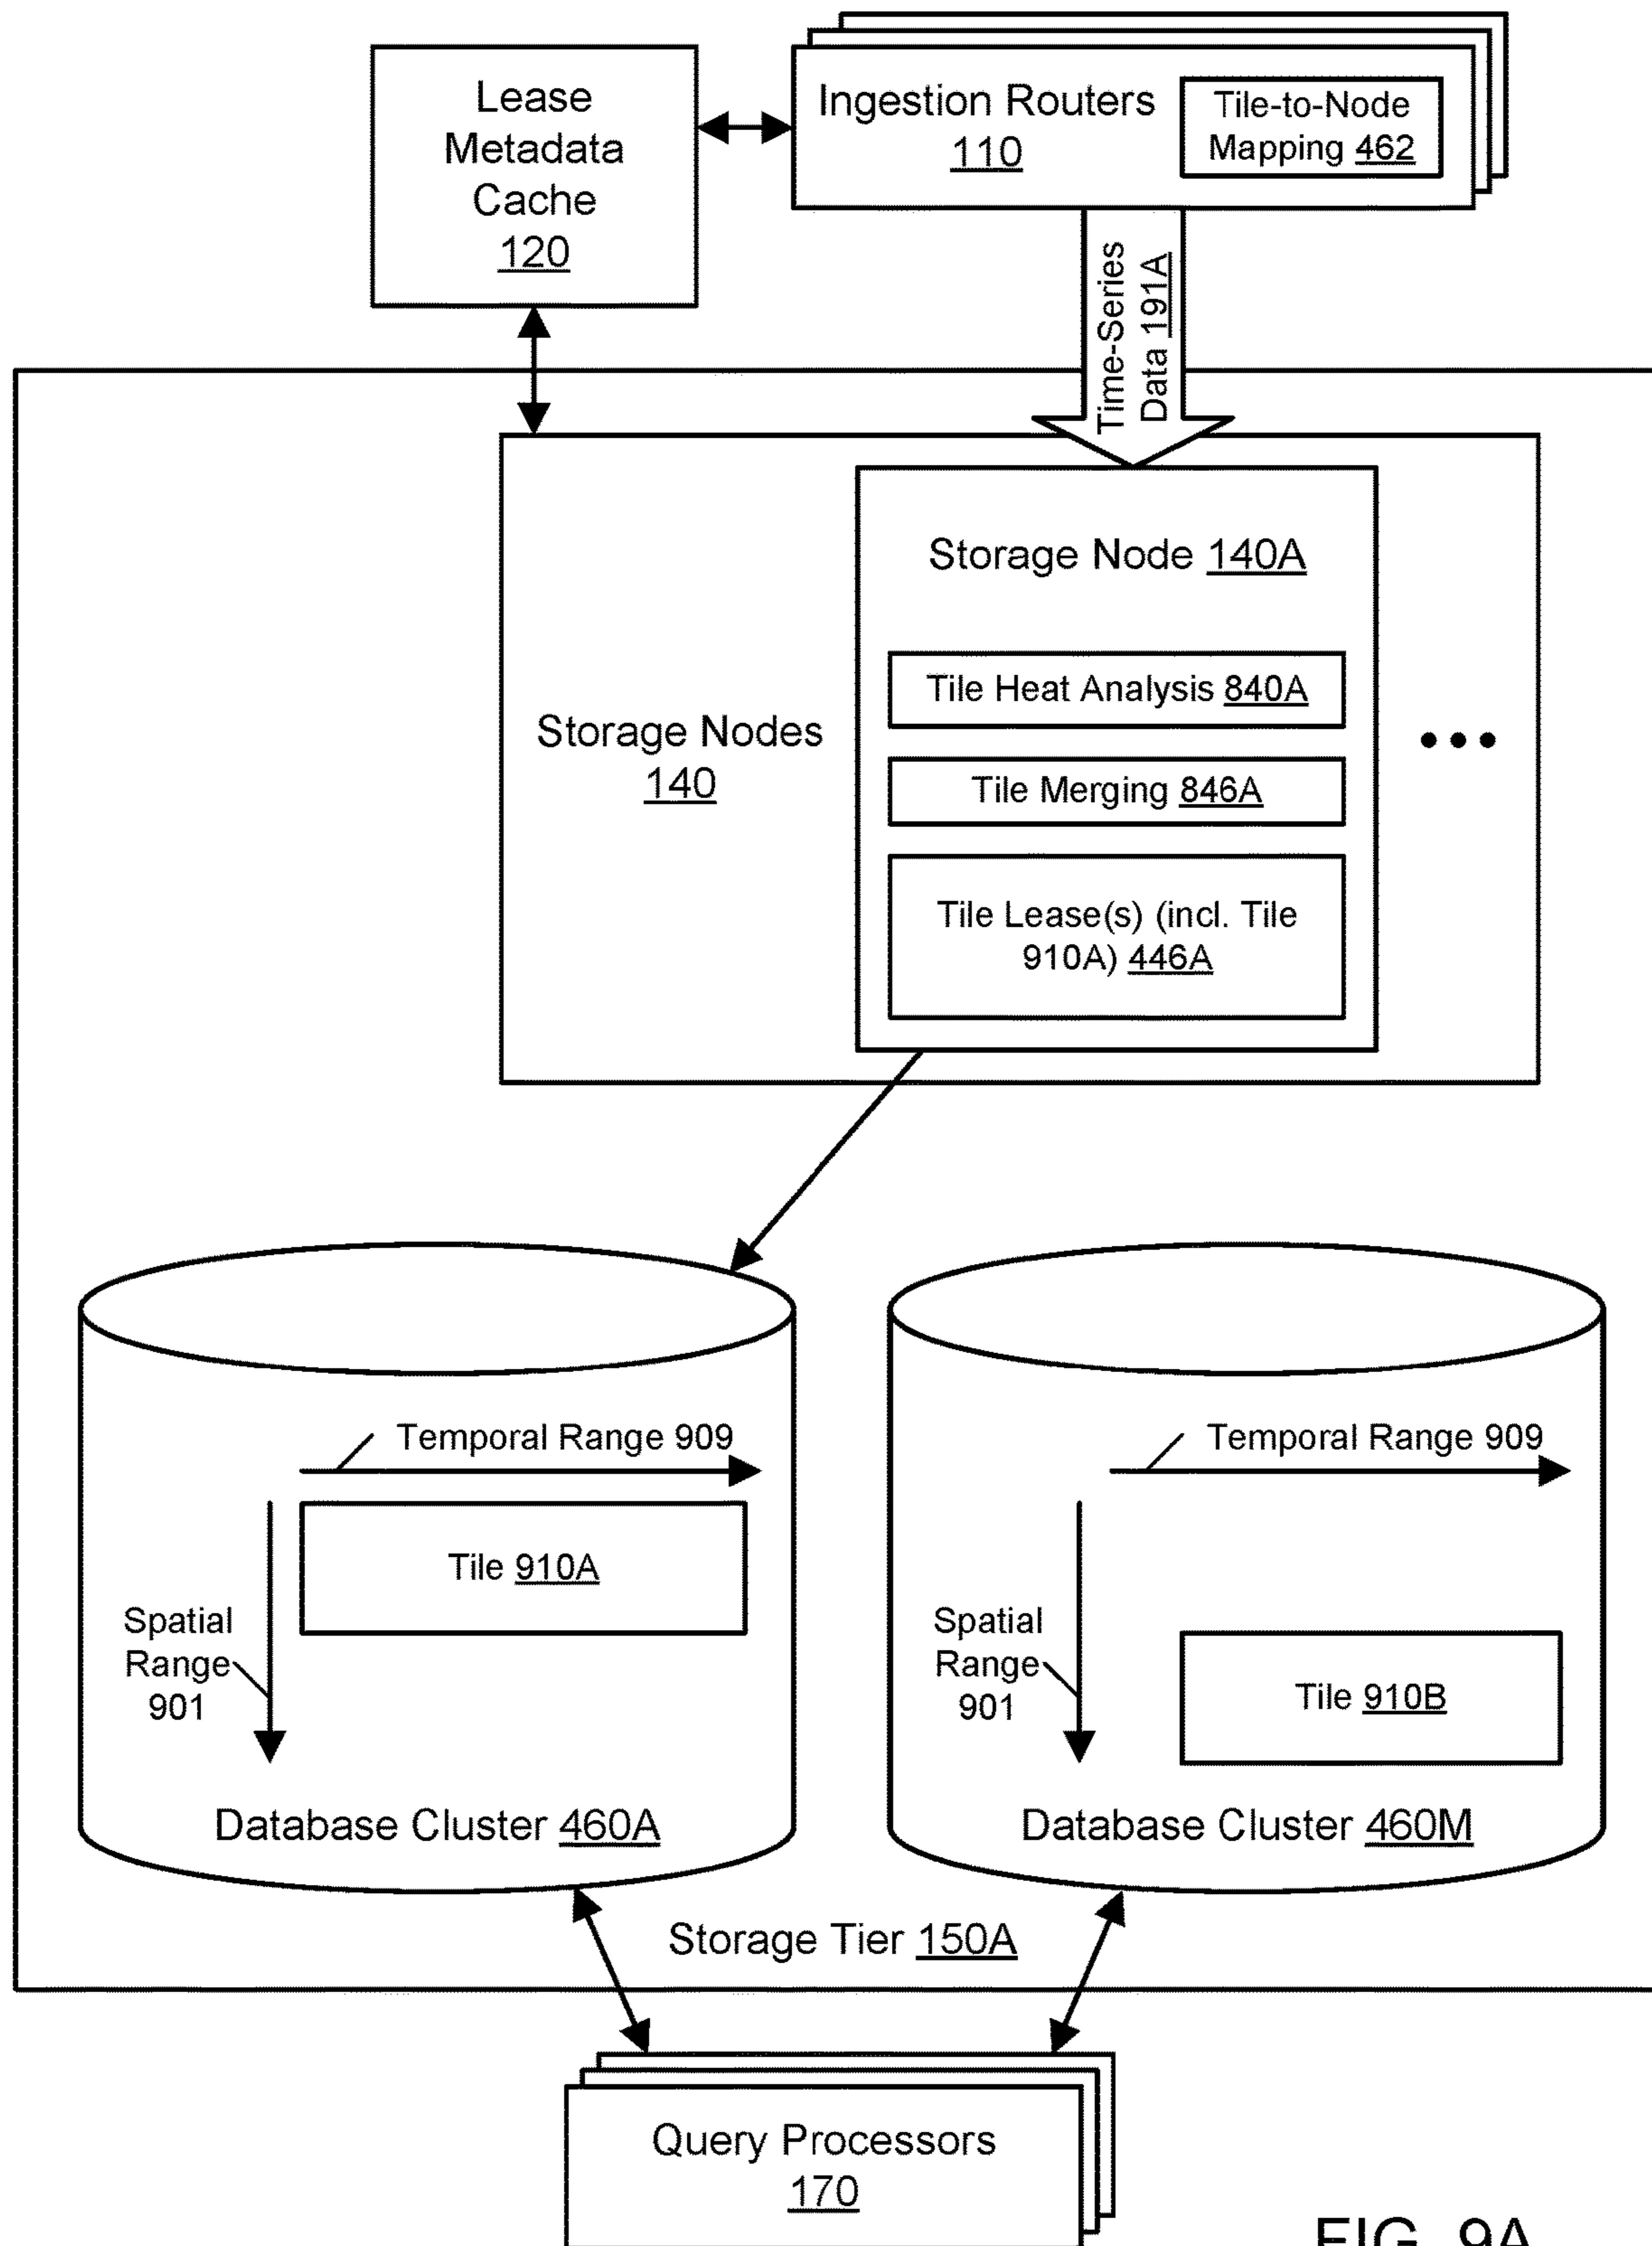 Lease
Metadata
Cache
120
Ingestion Routers
110
Tile-to-Node
Mapping 462
Time-Series
Data 191A
Storage Nodes
140
Storage Node 140A
Tile Heat Analysis 840A
Tile Merging 846A
Tile Lease(s) (incl. Tile
910A) 446A
•••
Temporal Range 909
Tile 910A
Spatial
Range
901
Database Cluster 460A
Temporal Range 909
Spatial
Range
901
Tile 910B
Database Cluster 460M
Storage Tier 150A
Query Processors
170
FIG. 9A